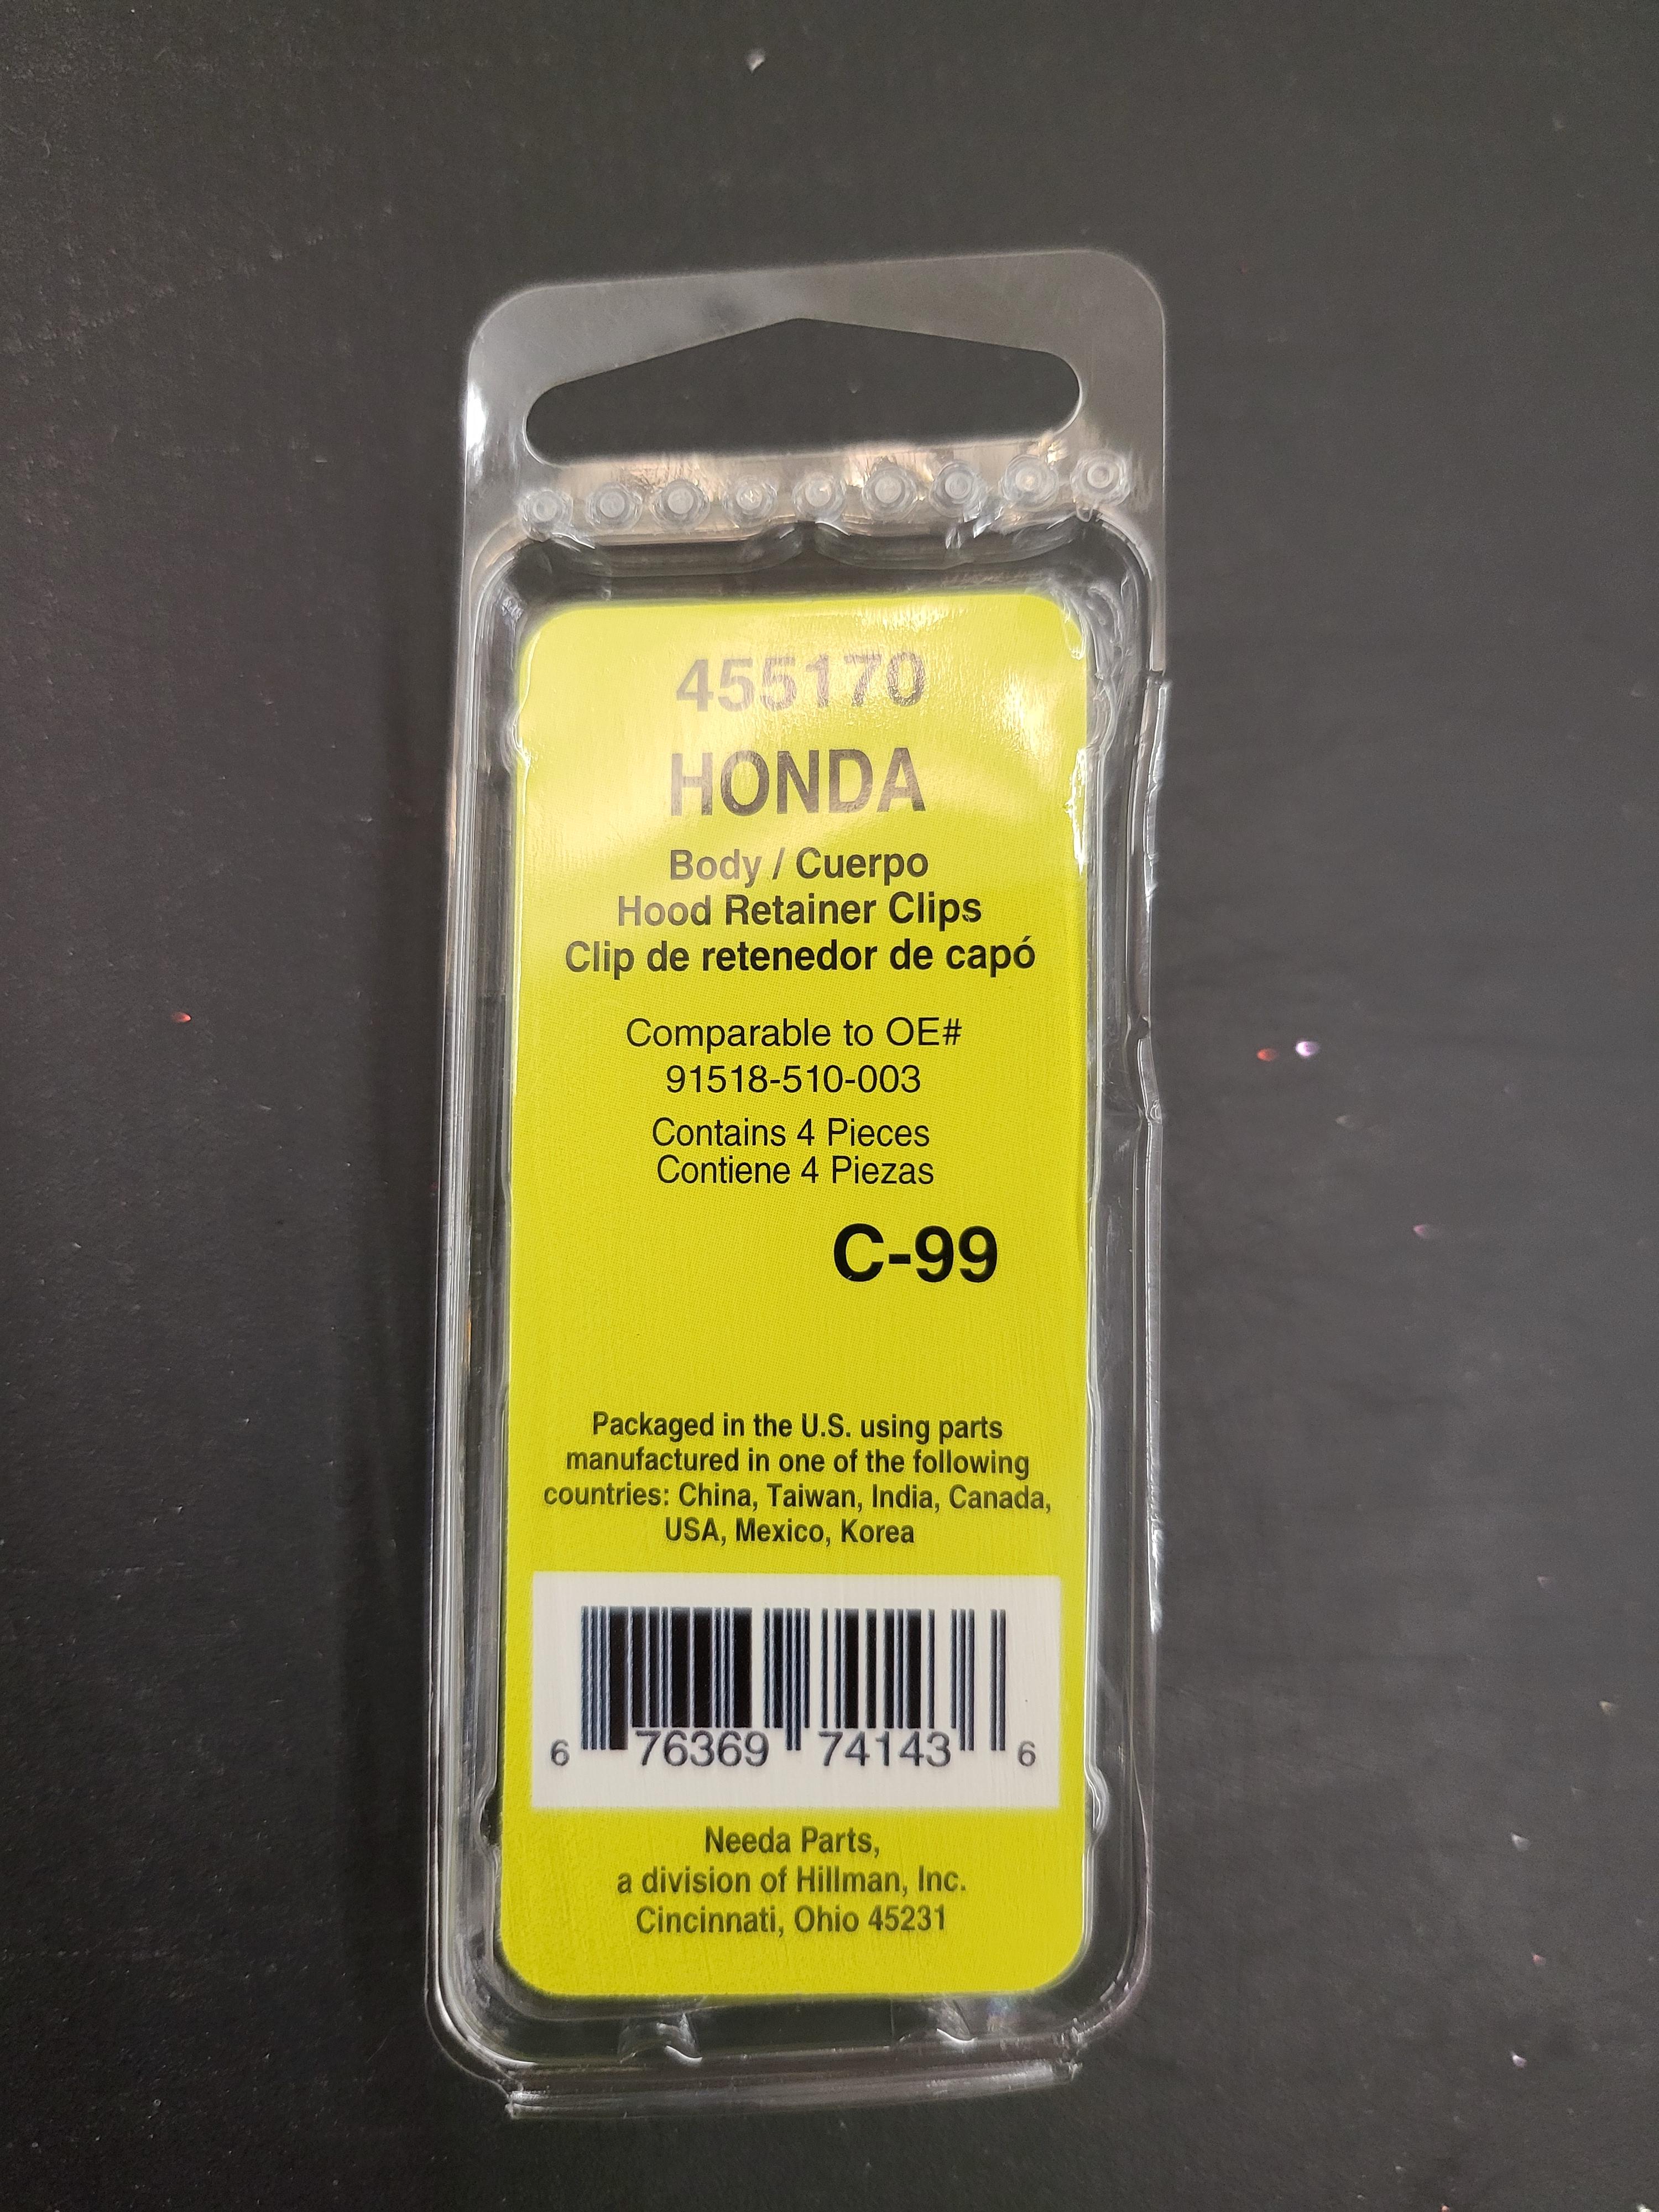 455170
HONDA
Body / Cuerpo
Hood Retainer Clips
Clip de retenedor de capó
Comparable to OE#
91518-510-003
Contains 4 Pieces
Contiene 4 Piezas
C-99
Packaged in the U.S. using parts
manufactured in one of the following
countries: China, Taiwan, India, Canada,
USA, Mexico, Korea
6 76369 74143 6
Needa Parts,
a division of Hillman, Inc.
Cincinnati, Ohio 45231